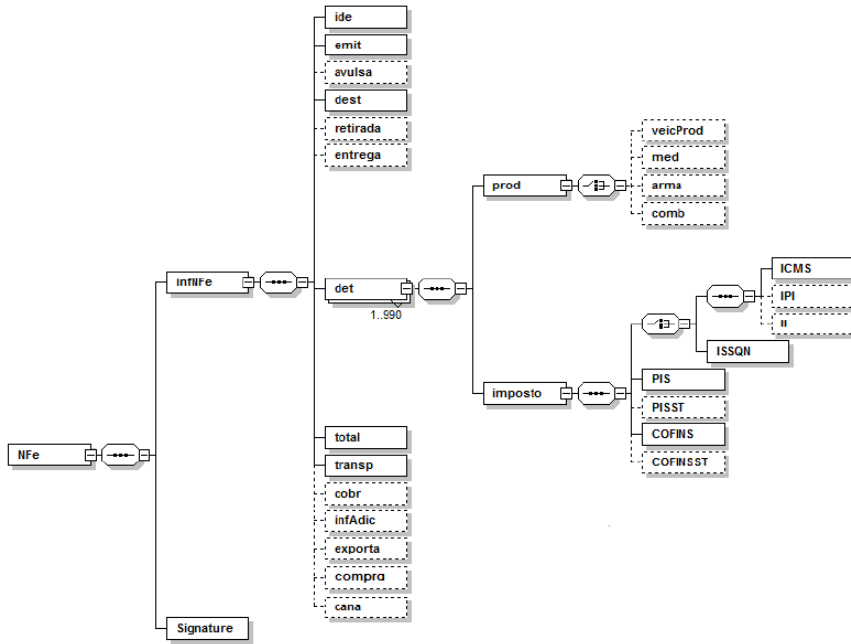 ide
emit
avulsa
dest
retirada
entrega
veicProd
med
prod
arma
comb
ICMS
infNFe
det
IPI
1..990
II
ISSQN
PIS
imposto
PISST
COFINS
total
NFe
transp
COFINSST
cobr
infAdic
exporta
compra
cana
Signature